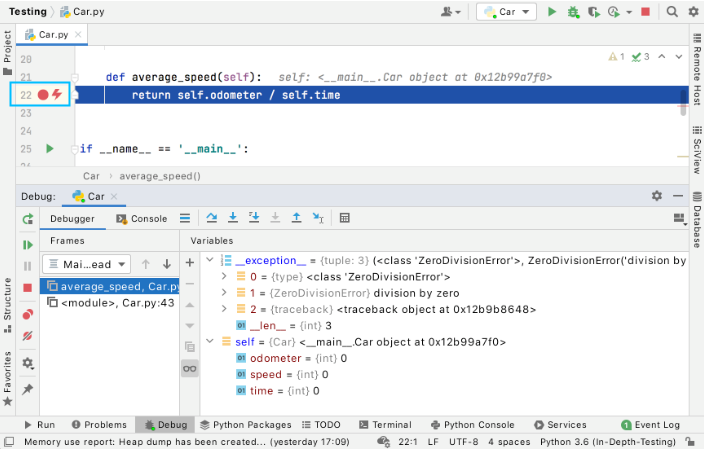 Testing Car.py Car
Car.py
Project
20
21 def average_speed(self): self: <__main__.Car object at 0x12b99a7f0>
1 3
22 return self.odometer / self.time
23
24
25 if __name__ == '__main__':
Car average_speed()
Remote Host
SciView
Database
Debug: Car
Debugger Console
Frames Variables
Mai...ead
average_speed, Car.py
<module>, Car.py:43
__exception__ = {tuple: 3} (<class 'ZeroDivisionError'>, ZeroDivisionError('division by
0 = {type} <class 'ZeroDivisionError'>
1 = {ZeroDivisionError} division by zero
2 = {traceback} <traceback object at 0x12b9b8648>
01 __len__ = {int} 3
self = {Car} <__main__.Car object at 0x12b99a7f0>
01 odometer = {int} 0
01 speed = {int} 0
01 time = {int} 0
Structure
Favorites
Run Problems Debug Python Packages TODO Terminal Python Console Services 1 Event Log
Memory use report: Heap dump has been created... (yesterday 17:09) 22:1 LF UTF-8 4 spaces Python 3.6 (In-Depth-Testing)